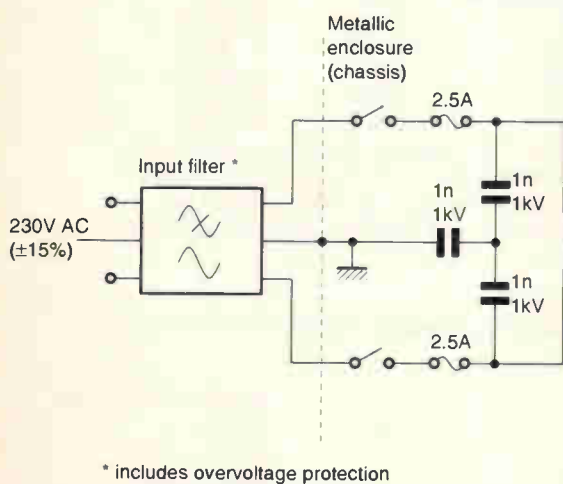 Metallic
enclosure
(chassis)
2.5A
Input filter *
1n
1kV
1n
1kV
230V AC
(±15%)
1n
1kV
2.5A
* includes overvoltage protection